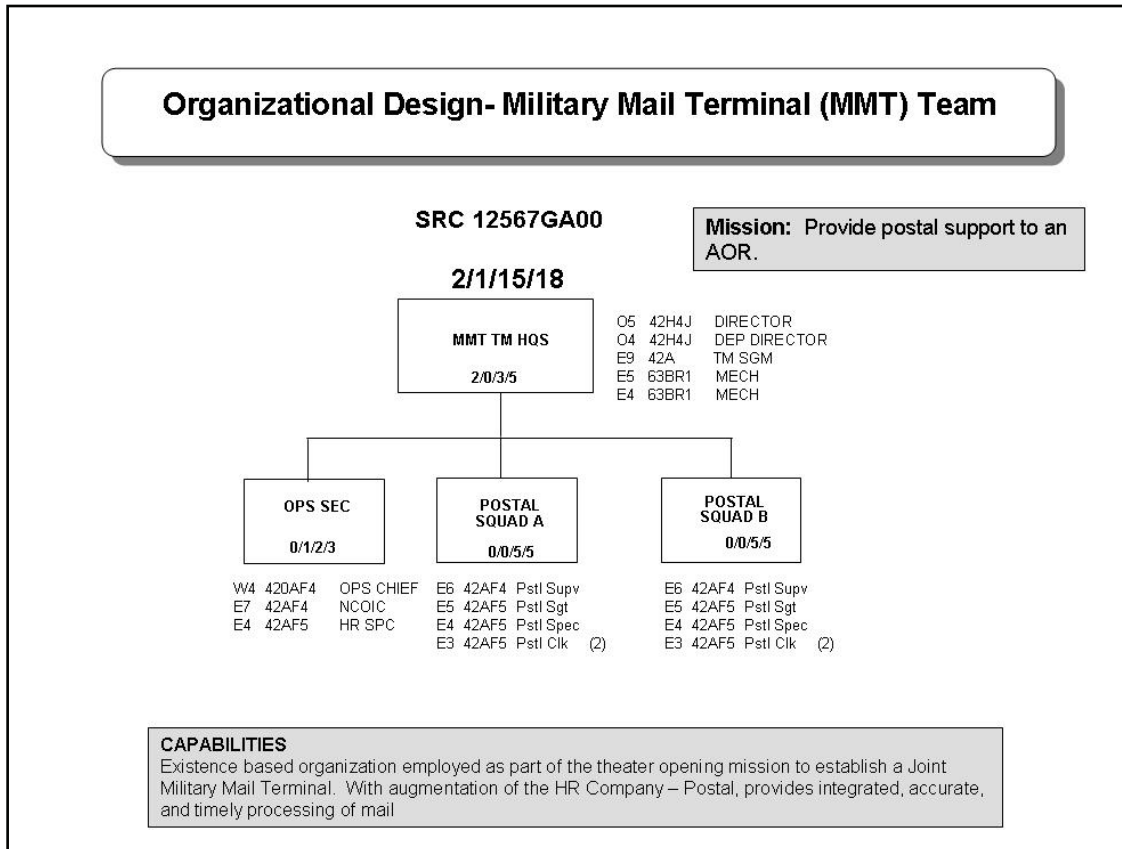 Organizational Design- Military Mail Terminal (MMT) Team
SRC 12567GA00
Mission: Provide postal support to an
AOR.
2/1/15/18
MMT TM HQS
2/0/3/5
O5 42H4J DIRECTOR
O4 42H4J DEP DIRECTOR
E9 42A TM SGM
E5 63BR1 MECH
E4 63BR1 MECH
OPS SEC
0/1/2/3
W4 420AF4 OPS CHIEF
E7 42AF4 NCOIC
E4 42AF5 HR SPC
POSTAL
SQUAD A
0/0/5/5
E6 42AF4 Pstl Supv
E5 42AF5 Pstl Sgt
E4 42AF5 Pstl Spec
E3 42AF5 Pstl Clk (2)
POSTAL
SQUAD B
0/0/5/5
E6 42AF4 Pstl Supv
E5 42AF5 Pstl Sgt
E4 42AF5 Pstl Spec
E3 42AF5 Pstl Clk (2)
CAPABILITIES
Existence based organization employed as part of the theater opening mission to establish a Joint
Military Mail Terminal. With augmentation of the HR Company – Postal, provides integrated, accurate,
and timely processing of mail